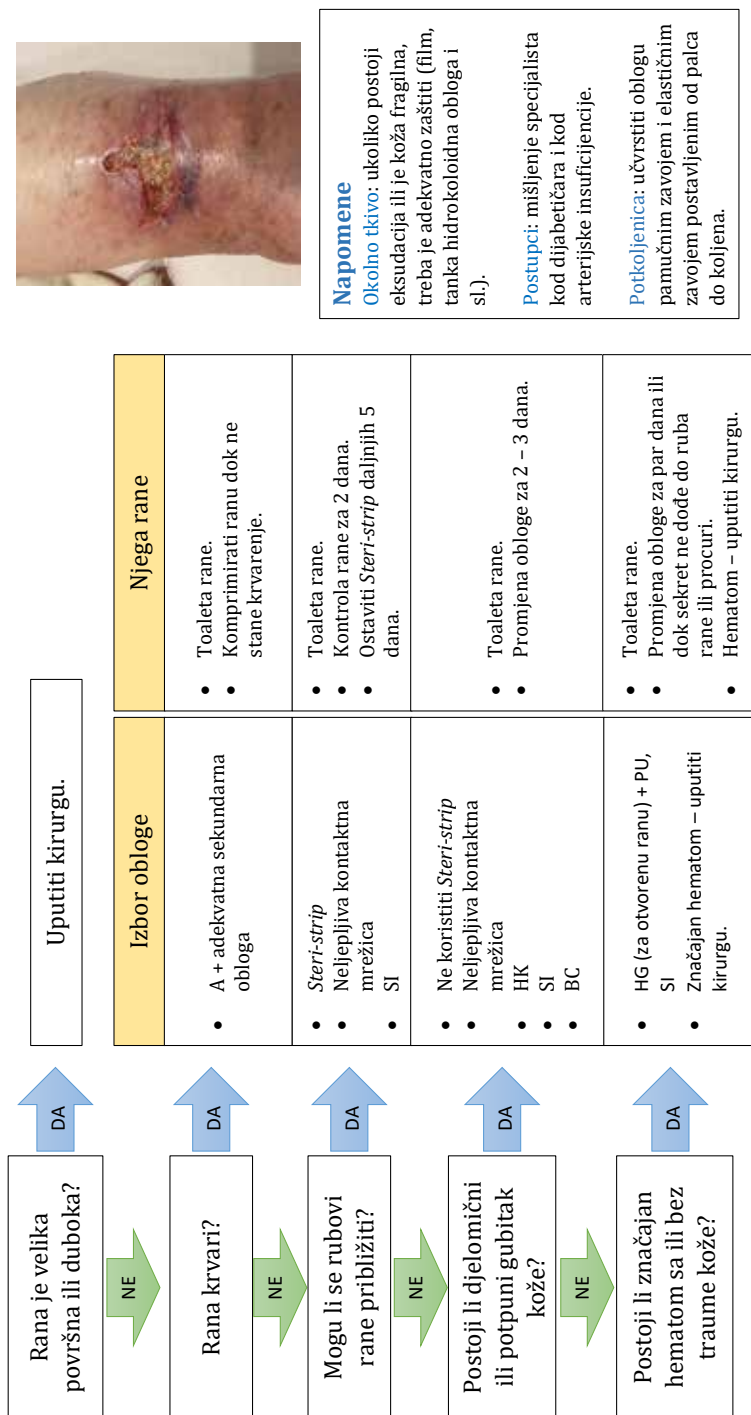 Rana je velika
površna ili duboka?
DA
Uputiti kirurgu.
NE
Izbor obloge
Njega rane
Rana krvari?
DA
• A + adekvatna sekundarna
obloga
• Toaleta rane.
• Komprimirati ranu dok ne
stane krvarenje.
NE
Mogu li se rubovi
rane približiti?
DA
• Steri-strip
• Neljepljiva kontaktna
mrežica
• SI
• Toaleta rane.
• Kontrola rane za 2 dana.
• Ostaviti Steri-strip daljnjih 5
dana.
NE
Postoji li djelomični
ili potpuni gubitak
kože?
DA
• Ne koristiti Steri-strip
• Neljepljiva kontaktna
mrežica
• HK
• SI
• BC
• Toaleta rane.
• Promjena obloge za 2 – 3 dana.
NE
Postoji li značajan
hematom sa ili bez
traume kože?
DA
• HG (za otvorenu ranu) + PU,
SI
• Značajan hematom – uputiti
kirurgu.
• Toaleta rane.
• Promjena obloge za par dana ili
dok sekret ne dođe do ruba
rane ili procuri.
• Hematom – uputiti kirurgu.
Napomene
Okolno tkivo: ukoliko postoji
eksudacija ili je koža fragilna,
treba je adekvatno zaštiti (film,
tanka hidrokoloidna obloga i
sl.).
Postupci: mišljenje specijalista
kod dijabetičara i kod
arterijske insuficijencije.
Potkoljenica: učvrstiti oblogu
pamučnim zavojem i elastičnim
zavojem postavljenim od palca
do koljena.